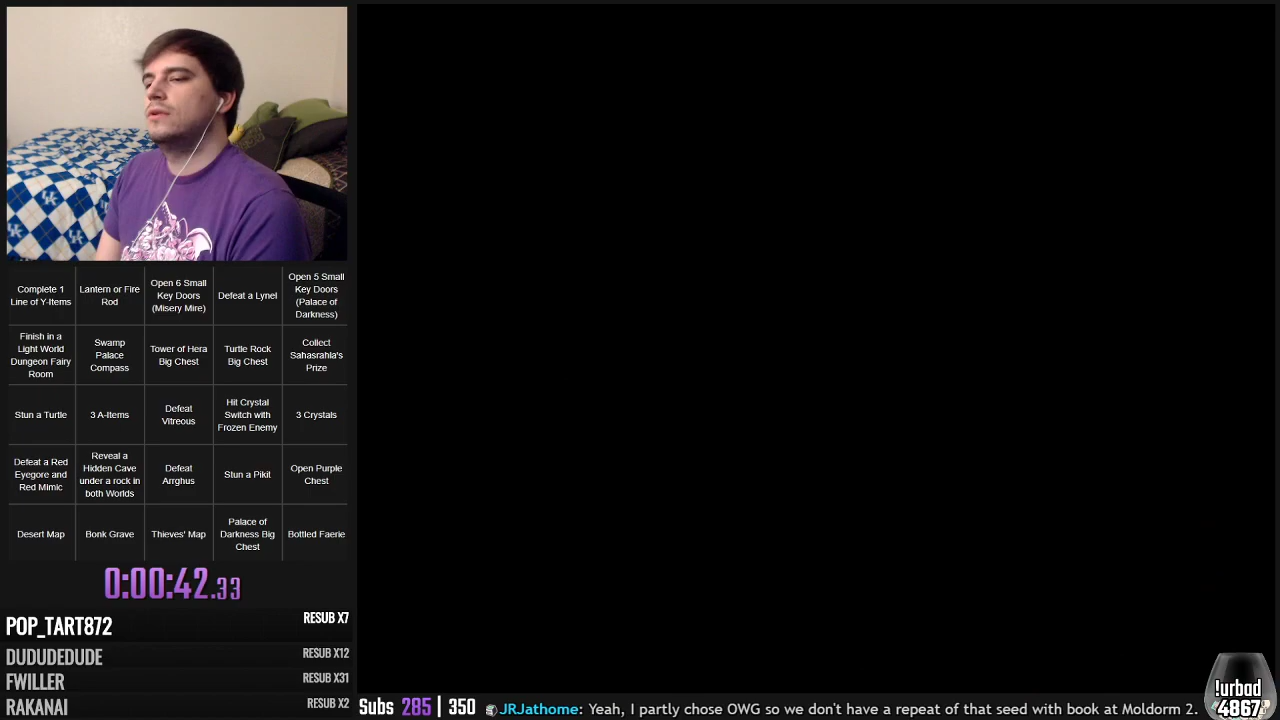 Complete 1
Line of Y-Items
Lantern or Fire
Rod
Open 6 Small
Key Doors
(Misery Mire)
Defeat a Lynel
Open 5 Small
Key Doors
(Palace of
Darkness)
Finish in a
Light World
Dungeon Fairy
Room
Swamp
Palace
Compass
Tower of Hera
Big Chest
Turtle Rock
Big Chest
Collect
Sahasrahla's
Prize
Stun a Turtle
3 A-Items
Defeat
Vitreous
Hit Crystal
Switch with
Frozen Enemy
3 Crystals
Defeat a Red
Eyegore and
Red Mimic
Reveal a
Hidden Cave
under a rock in
both Worlds
Defeat
Arrghus
Stun a Pikit
Open Purple
Chest
Desert Map
Bonk Grave
Thieves' Map
Palace of
Darkness Big
Chest
Bottled Faerie
0:00:42.33
POP_TART872 RESUB X7
DUDUDEDUDE RESUB X12
FWILLER RESUB X31
RAKANAI RESUB X2
Subs 285 | 350 JRJathome: Yeah, I partly chose OWG so we don't have a repeat of that seed with book at Moldorm 2.
!urbad
4867